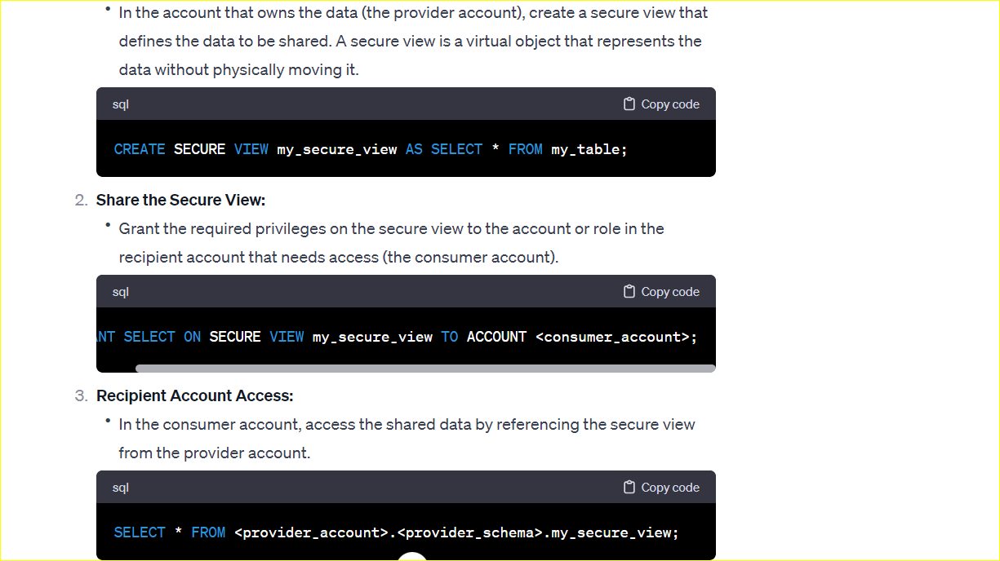 • In the account that owns the data (the provider account), create a secure view that
defines the data to be shared. A secure view is a virtual object that represents the
data without physically moving it.
sql Copy code
CREATE SECURE VIEW my_secure_view AS SELECT * FROM my_table;
2. Share the Secure View:
• Grant the required privileges on the secure view to the account or role in the
recipient account that needs access (the consumer account).
sql Copy code
ANT SELECT ON SECURE VIEW my_secure_view TO ACCOUNT <consumer_account>;
3. Recipient Account Access:
• In the consumer account, access the shared data by referencing the secure view
from the provider account.
sql Copy code
SELECT * FROM <provider_account>.<provider_schema>.my_secure_view;